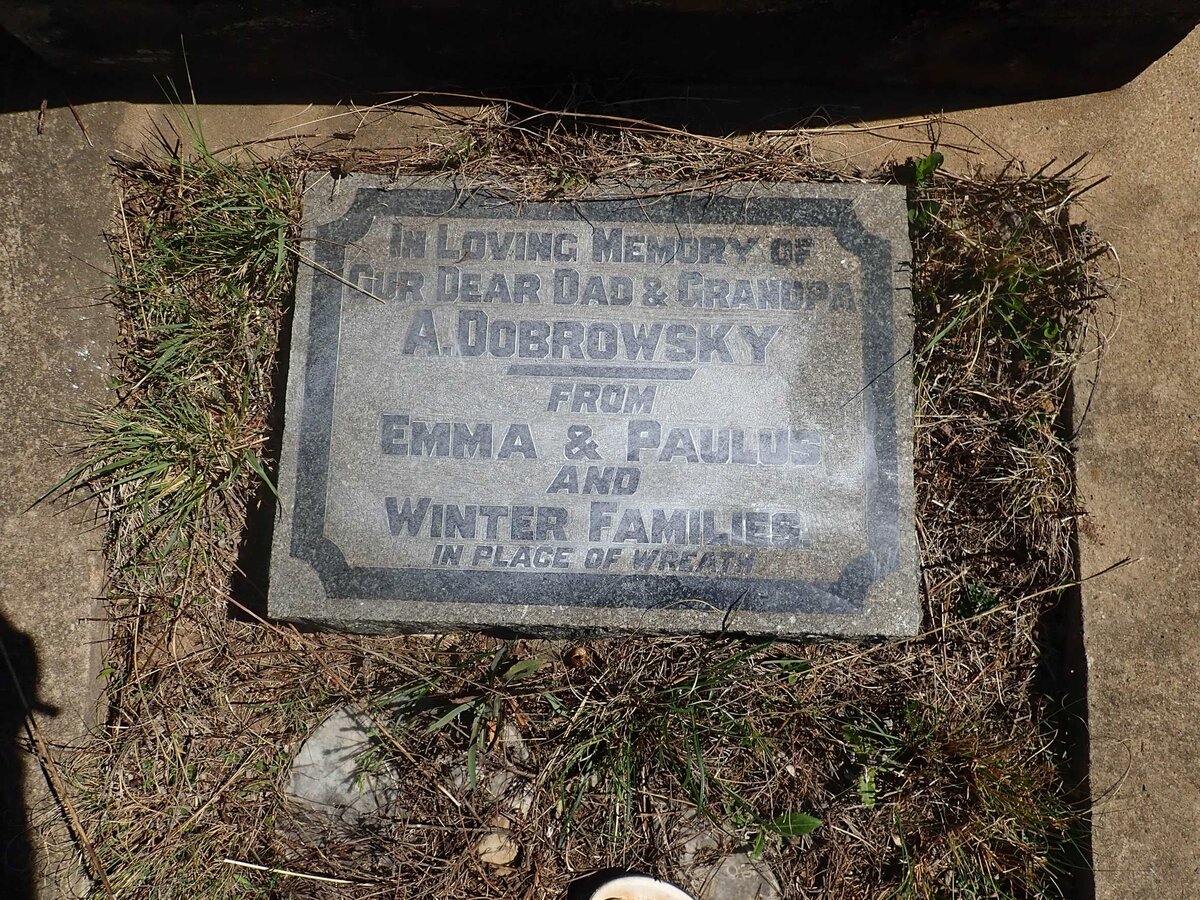 IN LOVING MEMORY OF
OUR DEAR DAD & GRANDPA
A. DOBROWSKY
FROM
EMMA & PAULUS
AND
WINTER FAMILIES.
IN PLACE OF WREATH